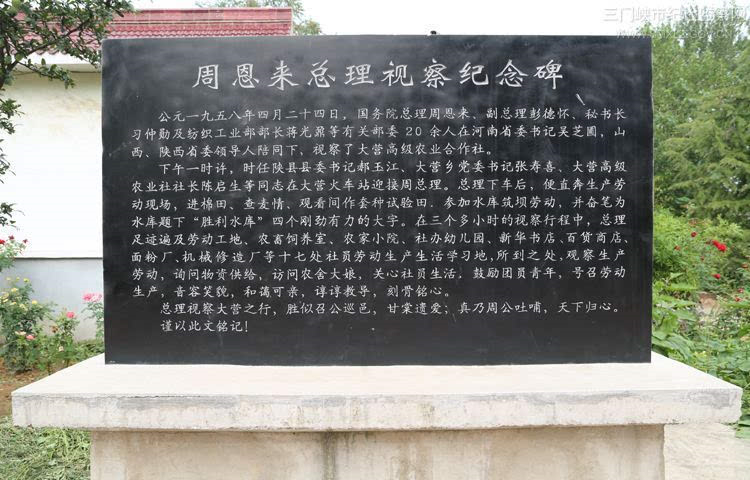 周恩来总理视察纪念碑
公元一九五八年四月二十四日，国务院总理周恩来、副总理彭德怀、秘书长
习仲勋及纺织工业部部长蒋光鼐等有关部委20余人在河南省委书记吴芝圃，山
西、陕西省委领导人陪同下，视察了大营高级农业合作社。
下午一时许，时任陕县县委书记郝玉江、大营乡党委书记张寿喜、大营高级
农业社社长陈启生等同志在大营火车站迎接周总理。总理下车后，便直奔生产劳
动现场，进棉田、查麦情、观看间作套种试验田、参加水库筑坝劳动，并奋笔为
水库题下“胜利水库”四个刚劲有力的大字。在三个多小时的视察行程中，总理
足迹遍及劳动工地、农畜饲养室、农家小院、社办幼儿园、新华书店、百货商店、
面粉厂、机械修造厂等十七处社员劳动生产生活学习地，所到之处，观察生产
劳动，询问物资供给，访问农舍大娘，关心社员生活，鼓励团员青年，号召劳动
生产，音容笑貌，和谒可亲，谆谆教导，刻骨铭心。
总理视察大营之行，胜似召公巡邑，甘棠遗爱；真乃周公吐哺，天下归心。
谨以此文铭记！